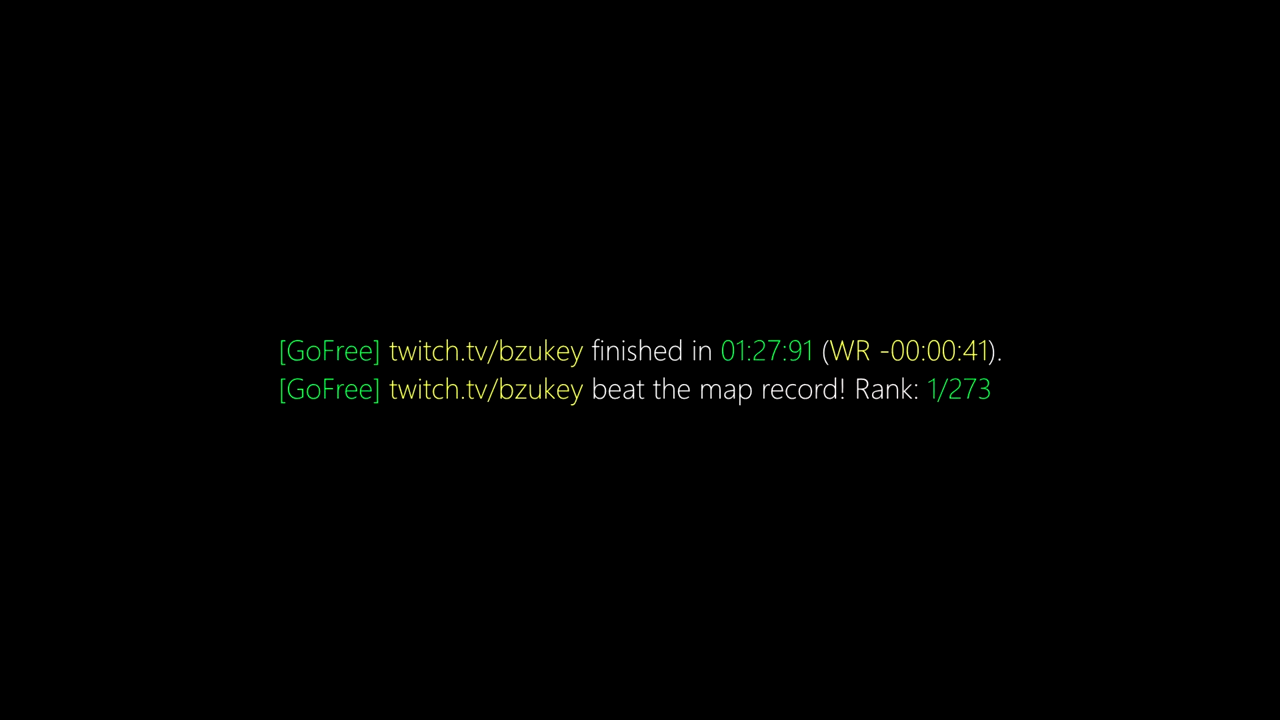 [GoFree] twitch.tv/bzukey finished in 01:27:91 (WR -00:00:41).
[GoFree] twitch.tv/bzukey beat the map record! Rank: 1/273